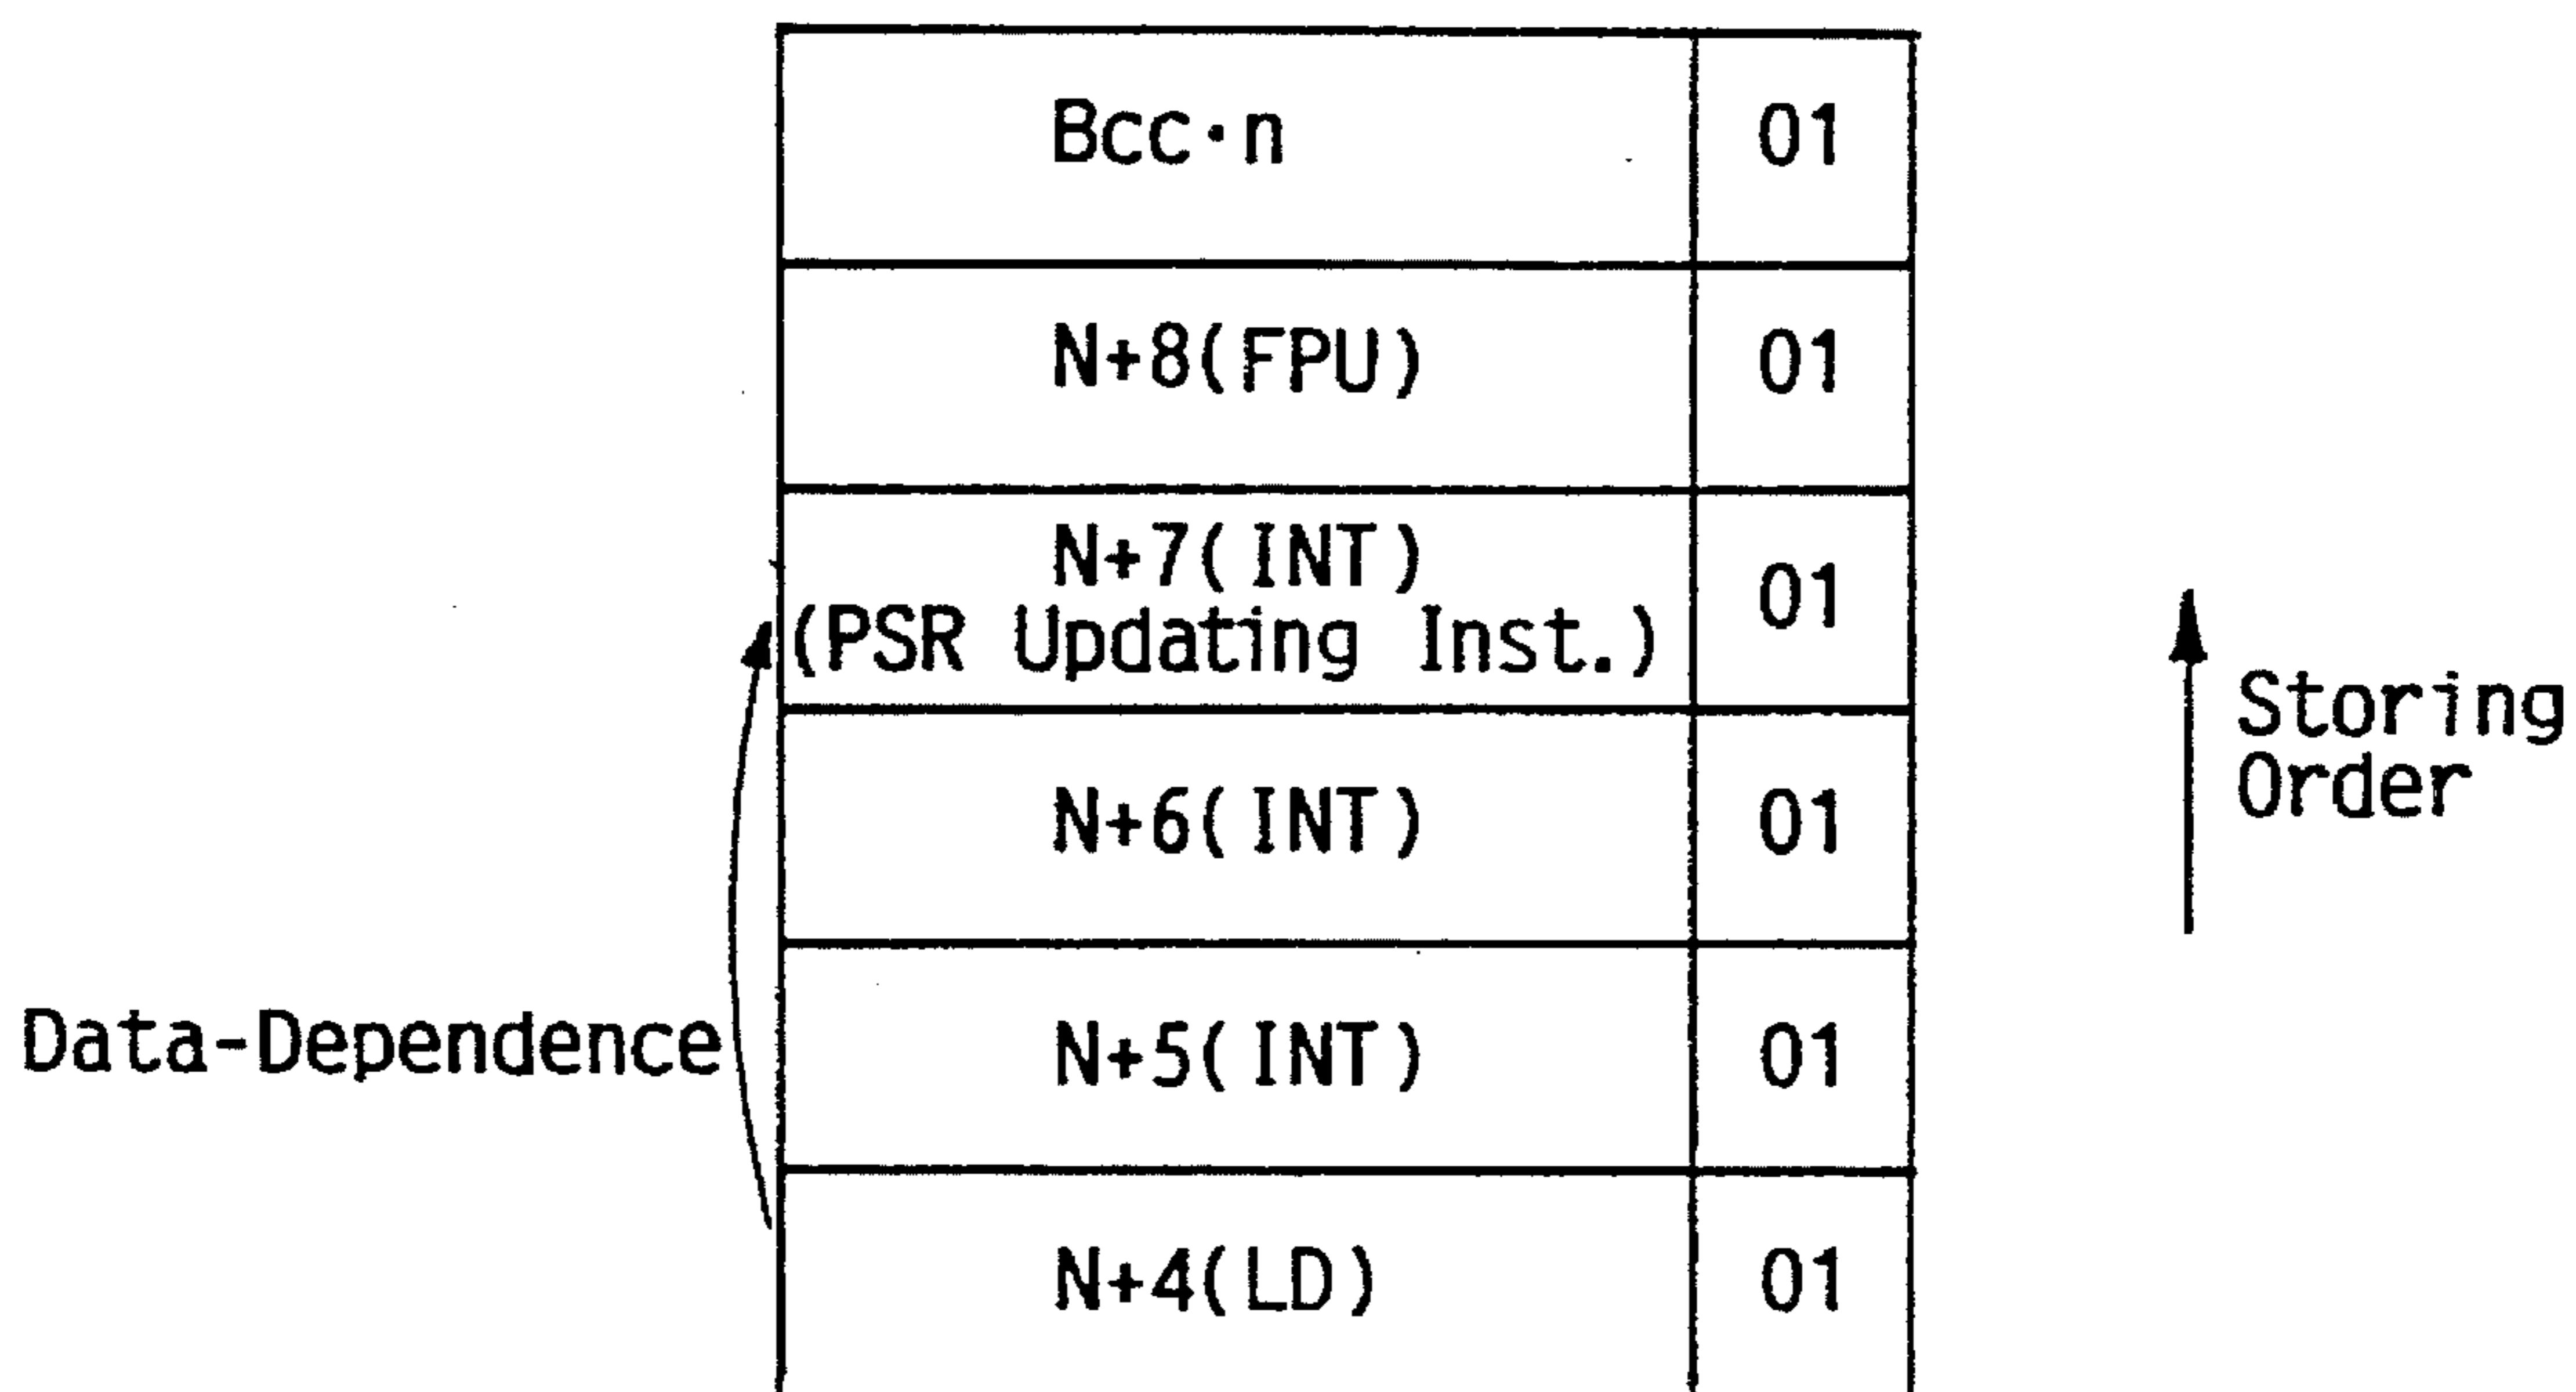 Bcc·n 01
N+8(FPU) 01
N+7(INT)
(PSR Updating Inst.) 01
N+6(INT) 01
N+5(INT) 01
N+4(LD) 01
Data-Dependence
Storing
Order